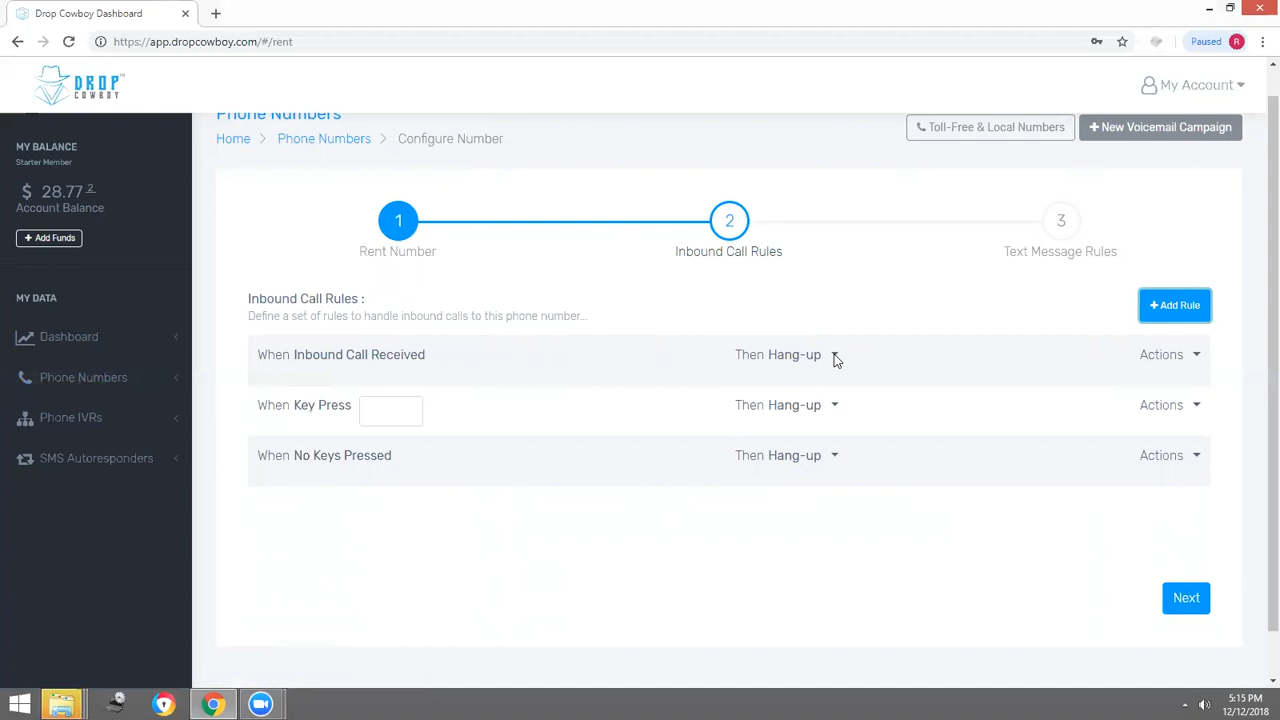 Drop Cowboy Dashboard
https://app.dropcowboy.com/#/rent
Paused R
DROP
COWBOY
My Account
Phone Numbers
Home > Phone Numbers > Configure Number
Toll-Free & Local Numbers
+ New Voicemail Campaign
MY BALANCE
Starter Member
$ 28.77 2
Account Balance
+ Add Funds
MY DATA
Dashboard
Phone Numbers
Phone IVRs
SMS Autoresponders
1
Rent Number
2
Inbound Call Rules
3
Text Message Rules
Inbound Call Rules :
Define a set of rules to handle inbound calls to this phone number...
+ Add Rule
When Inbound Call Received Then Hang-up Actions
When Key Press Then Hang-up Actions
When No Keys Pressed Then Hang-up Actions
Next
5:15 PM
12/12/2018